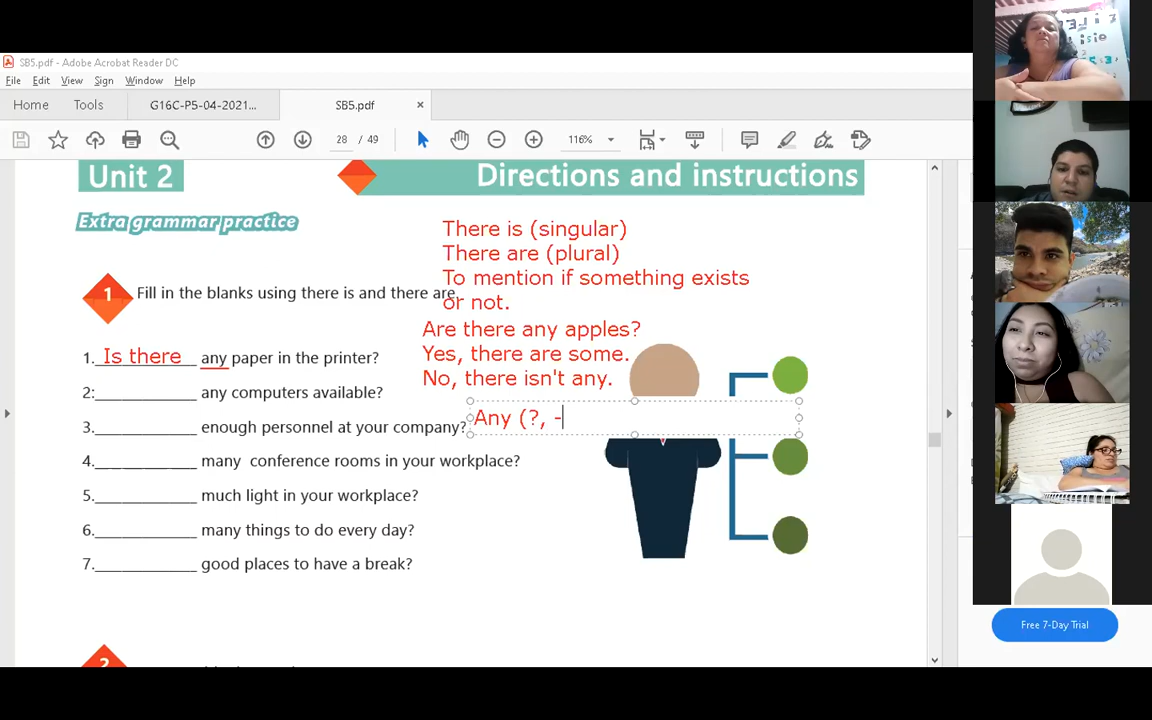 SB5.pdf - Adobe Acrobat Reader DC
File Edit View Sign Window Help
Home Tools G16C-P5-04-2021... SB5.pdf ×
28 / 49 116%
Unit 2 Directions and instructions
Extra grammar practice
There is (singular)
There are (plural)
To mention if something exists
or not.
1 Fill in the blanks using there is and there are.
Are there any apples?
Yes, there are some.
No, there isn't any.
Any (?, -
1. Is there any paper in the printer?
2:____________ any computers available?
3.____________ enough personnel at your company?
4.____________ many conference rooms in your workplace?
5.____________ much light in your workplace?
6.____________ many things to do every day?
7.____________ good places to have a break?
Free 7-Day Trial